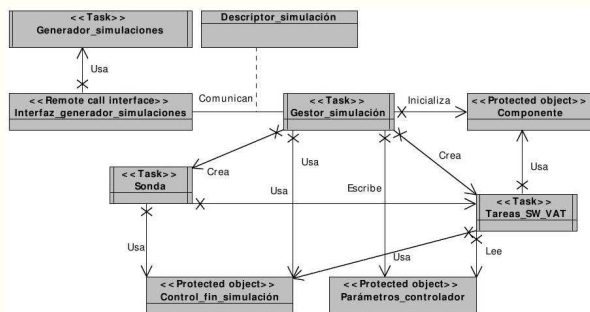 << Task>>
Generador_simulaciones
Descriptor_simulación
Usa
<< Remote call interface>>
Interfaz_generador_simulaciones
Comunican
<<Task>>
Gestor_simulación
Inicializa
<< Protected object>>
Componente
Crea
Usa
Crea
Usa
<<Task>>
Sonda
Usa
Escribe
<< Task>>
Tareas_SW_VAT
Usa
Usa
Lee
<< Protected object>>
Control_fin_simulación
<< Protected object>>
Parámetros_controlador